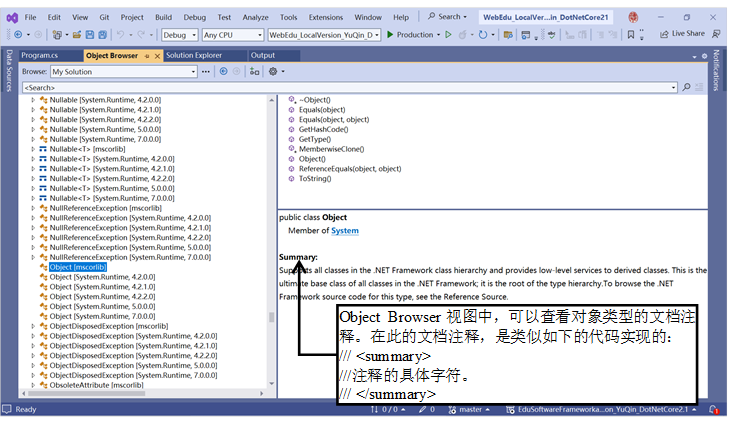 File Edit View Git Project Build Debug Test Analyze Tools Extensions Window Help Search WebEdu_LocalVer...in_DotNetCore21
Debug Any CPU WebEdu_LocalVersion_YuQin_D Production Live Share
Data Sources
Notifications
Program.cs Object Browser Solution Explorer Output
Browse: My Solution
<Search>
Nullable [System.Runtime, 4.2.0.0]
Nullable [System.Runtime, 4.2.1.0]
Nullable [System.Runtime, 4.2.2.0]
Nullable [System.Runtime, 5.0.0.0]
Nullable [System.Runtime, 7.0.0.0]
Nullable<T> [mscorlib]
Nullable<T> [System.Runtime, 4.2.0.0]
Nullable<T> [System.Runtime, 4.2.1.0]
Nullable<T> [System.Runtime, 4.2.2.0]
Nullable<T> [System.Runtime, 5.0.0.0]
Nullable<T> [System.Runtime, 7.0.0.0]
NullReferenceException [mscorlib]
NullReferenceException [System.Runtime, 4.2.0.0]
NullReferenceException [System.Runtime, 4.2.1.0]
NullReferenceException [System.Runtime, 4.2.2.0]
NullReferenceException [System.Runtime, 5.0.0.0]
NullReferenceException [System.Runtime, 7.0.0.0]
Object [mscorlib]
Object [System.Runtime, 4.2.0.0]
Object [System.Runtime, 4.2.1.0]
Object [System.Runtime, 4.2.2.0]
Object [System.Runtime, 5.0.0.0]
Object [System.Runtime, 7.0.0.0]
ObjectDisposedException [mscorlib]
ObjectDisposedException [System.Runtime, 4.2.0.0]
ObjectDisposedException [System.Runtime, 4.2.1.0]
ObjectDisposedException [System.Runtime, 4.2.2.0]
ObjectDisposedException [System.Runtime, 5.0.0.0]
ObjectDisposedException [System.Runtime, 7.0.0.0]
ObsoleteAttribute [mscorlib]
~Object()
Equals(object)
Equals(object, object)
GetHashCode()
GetType()
MemberwiseClone()
Object()
ReferenceEquals(object, object)
ToString()
public class Object
Member of System
Summary:
Supports all classes in the .NET Framework class hierarchy and provides low-level services to derived classes. This is the
ultimate base class of all classes in the .NET Framework; it is the root of the type hierarchy.To browse the .NET
Framework source code for this type, see the Reference Source.
Object Browser 视图中，可以查看对象类型的文档注
释。在此的文档注释，是类似如下的代码实现的：
/// <summary>
///注释的具体字符。
/// </summary>
Ready 0 / 0 0 master EduSoftwareFrameworka...on_YuQin_DotNetCore2.1